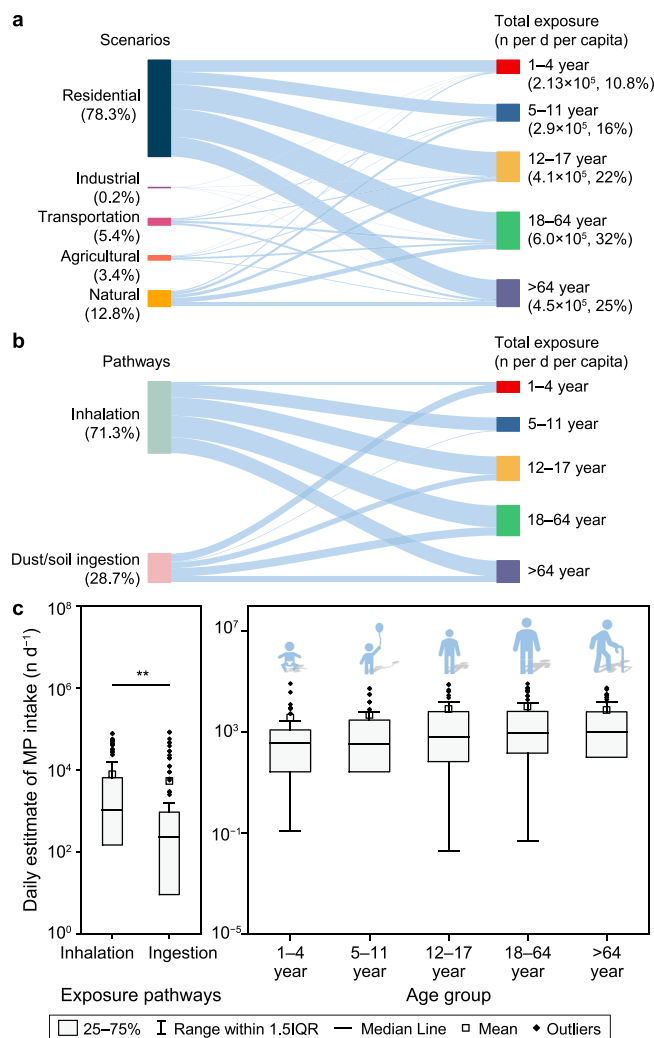 a
Scenarios
Total exposure
(n per d per capita)
Residential
(78.3%)
Industrial
(0.2%)
Transportation
(5.4%)
Agricultural
(3.4%)
Natural
(12.8%)
1–4 year
(2.13×10⁵, 10.8%)
5–11 year
(2.9×10⁵, 16%)
12–17 year
(4.1×10⁵, 22%)
18–64 year
(6.0×10⁵, 32%)
>64 year
(4.5×10⁵, 25%)
b
Pathways
Total exposure
(n per d per capita)
Inhalation
(71.3%)
Dust/soil ingestion
(28.7%)
1–4 year
5–11 year
12–17 year
18–64 year
>64 year
c
Daily estitmate of MP intake (n d⁻¹)
10⁸
10⁶
10⁴
10²
10⁰
**
Inhalation Ingestion
Exposure pathways
10⁷
10³
10⁻¹
10⁻⁵
1–4 year
5–11 year
12–17 year
18–64 year
>64 year
Age group
25–75% Range within 1.5IQR Median Line Mean Outliers